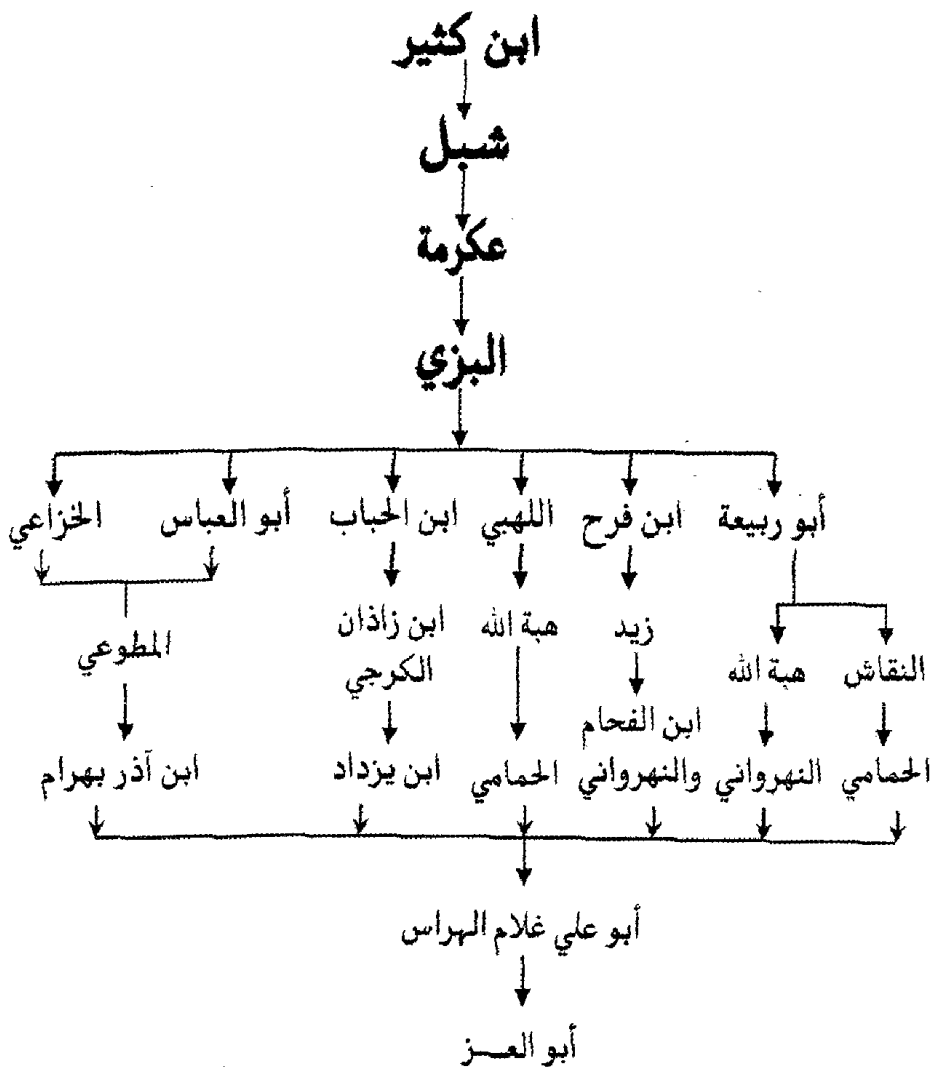 ابن كثير
شبل
عكرمة
البزي
أبو ربيعة ابن فرح اللهبي ابن الحباب أبو العباس الخزاعي
زيد هبة الله ابن زاذان المطوعي
النقاش هبة الله الكرجي
ابن الفحام
الحمامي النهرواني والنهرواني الحمامي ابن يزداد ابن آذر بهرام
أبو علي غلام الهراس
أبو العـــز